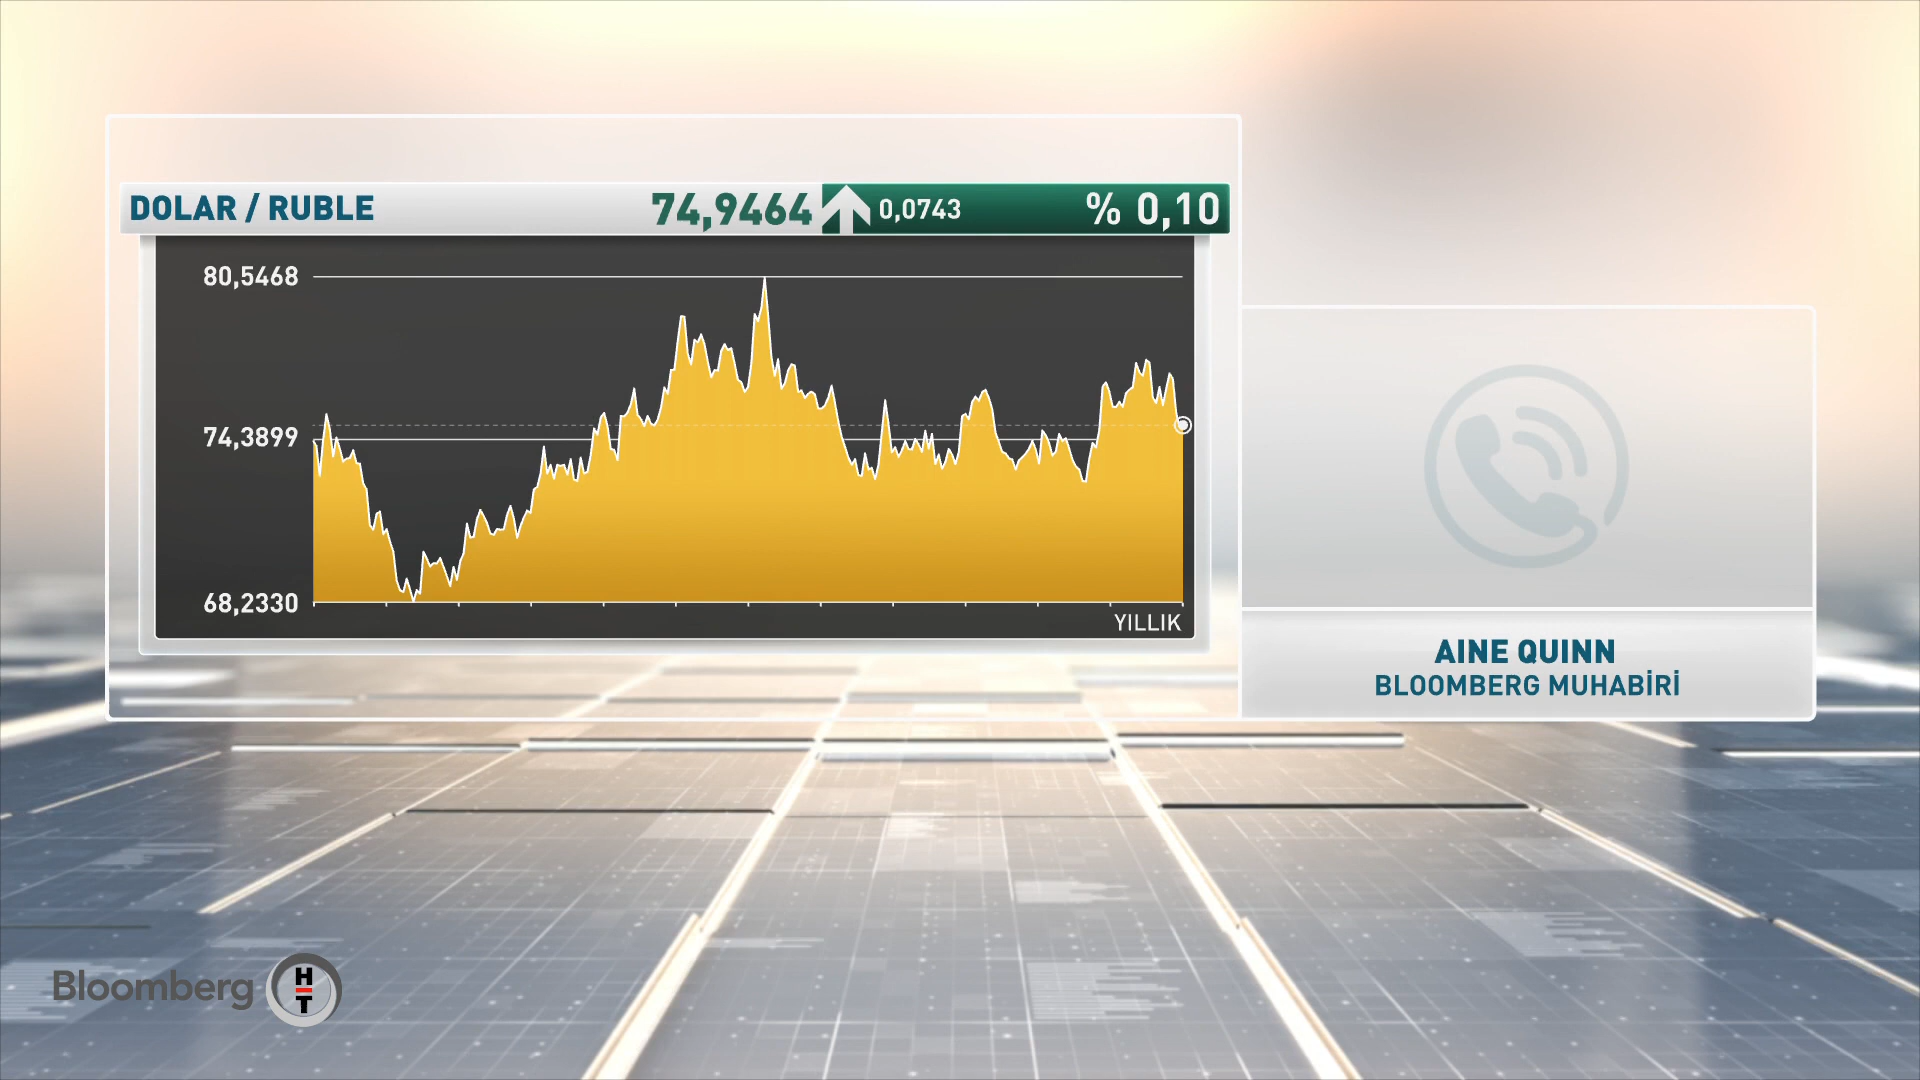 DOLAR / RUBLE 74,9464 0,0743 % 0,10
80,5468
74,3899
68,2330
YILLIK
AINE QUINN
BLOOMBERG MUHABİRİ
Bloomberg HT